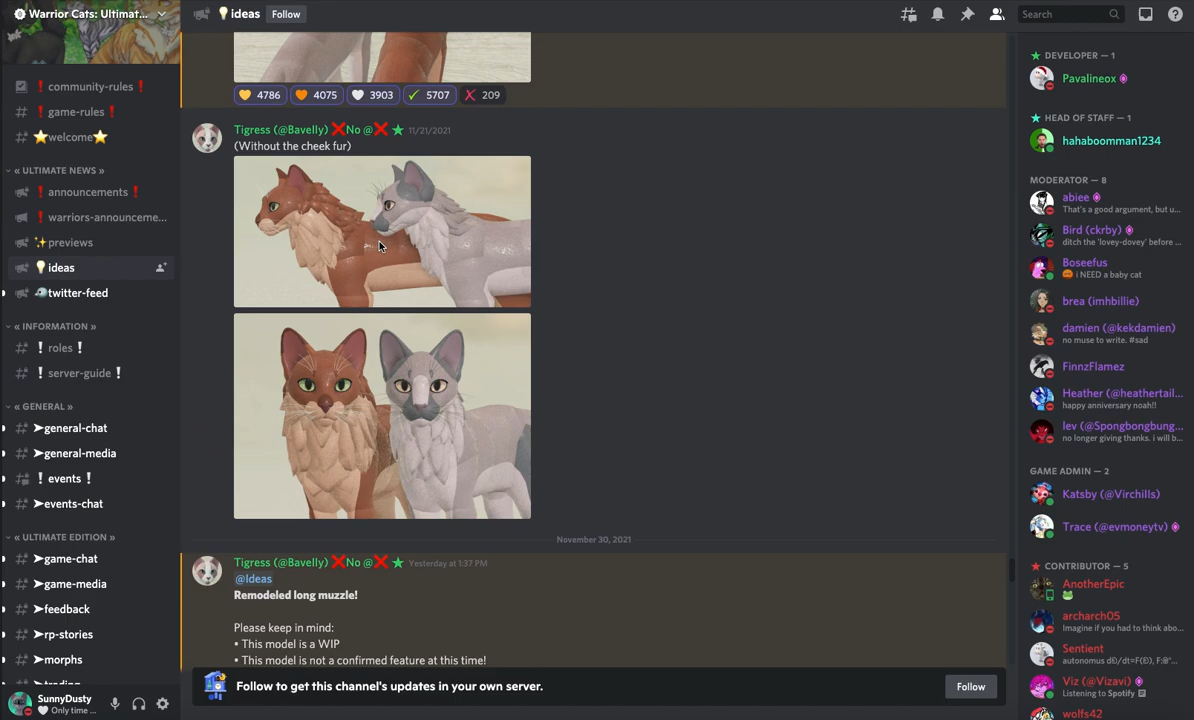 Warrior Cats: Ultimat...
❗community-rules❗
❗game-rules❗
⭐welcome⭐
« ULTIMATE NEWS »
❗announcements❗
❗warriors-announceme...
✨previews
💡ideas
twitter-feed
« INFORMATION »
❕roles❕
❕server-guide❕
« GENERAL »
➤general-chat
➤general-media
❕events❕
➤events-chat
« ULTIMATE EDITION »
➤game-chat
➤game-media
➤feedback
➤rp-stories
➤morphs
➤trading
SunnyDusty
🤍 Only time ...
💡ideas Follow
4786 4075 3903 5707 209
Tigress (@Bavelly) ❌No @❌ 11/21/2021
(Without the cheek fur)
November 30, 2021
Tigress (@Bavelly) ❌No @❌ Yesterday at 1:37 PM
@Ideas
Remodeled long muzzle!
Please keep in mind:
• This model is a WIP
• This model is not a confirmed feature at this time!
Follow to get this channel's updates in your own server.
Follow
Search
DEVELOPER — 1
Pavalineox
HEAD OF STAFF — 1
hahaboomman1234
MODERATOR — 8
abiee
That's a good argument, but u...
Bird (ckrby)
ditch the 'lovey-dovey' before ...
Boseefus
i NEED a baby cat
brea (imhbillie)
damien (@kekdamien)
no muse to write. #sad
FinnzFlamez
Heather (@heathertail...
happy anniversary noah!!
lev (@Spongbongbung...
no longer giving thanks. i will b...
GAME ADMIN — 2
Katsby (@Virchills)
Trace (@evmoneytv)
CONTRIBUTOR — 5
AnotherEpic
archarch05
Imagine if you had to think abo...
Sentient
Viz (@Vizavi)
Listening to Spotify
wolfs42